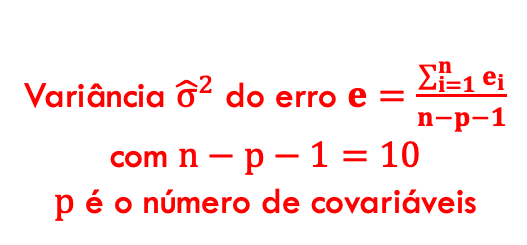 Variância σ̂² do erro e = ∑ⁿᵢ₌₁ eᵢ / n−p−1
com n − p − 1 = 10
p é o número de covariáveis